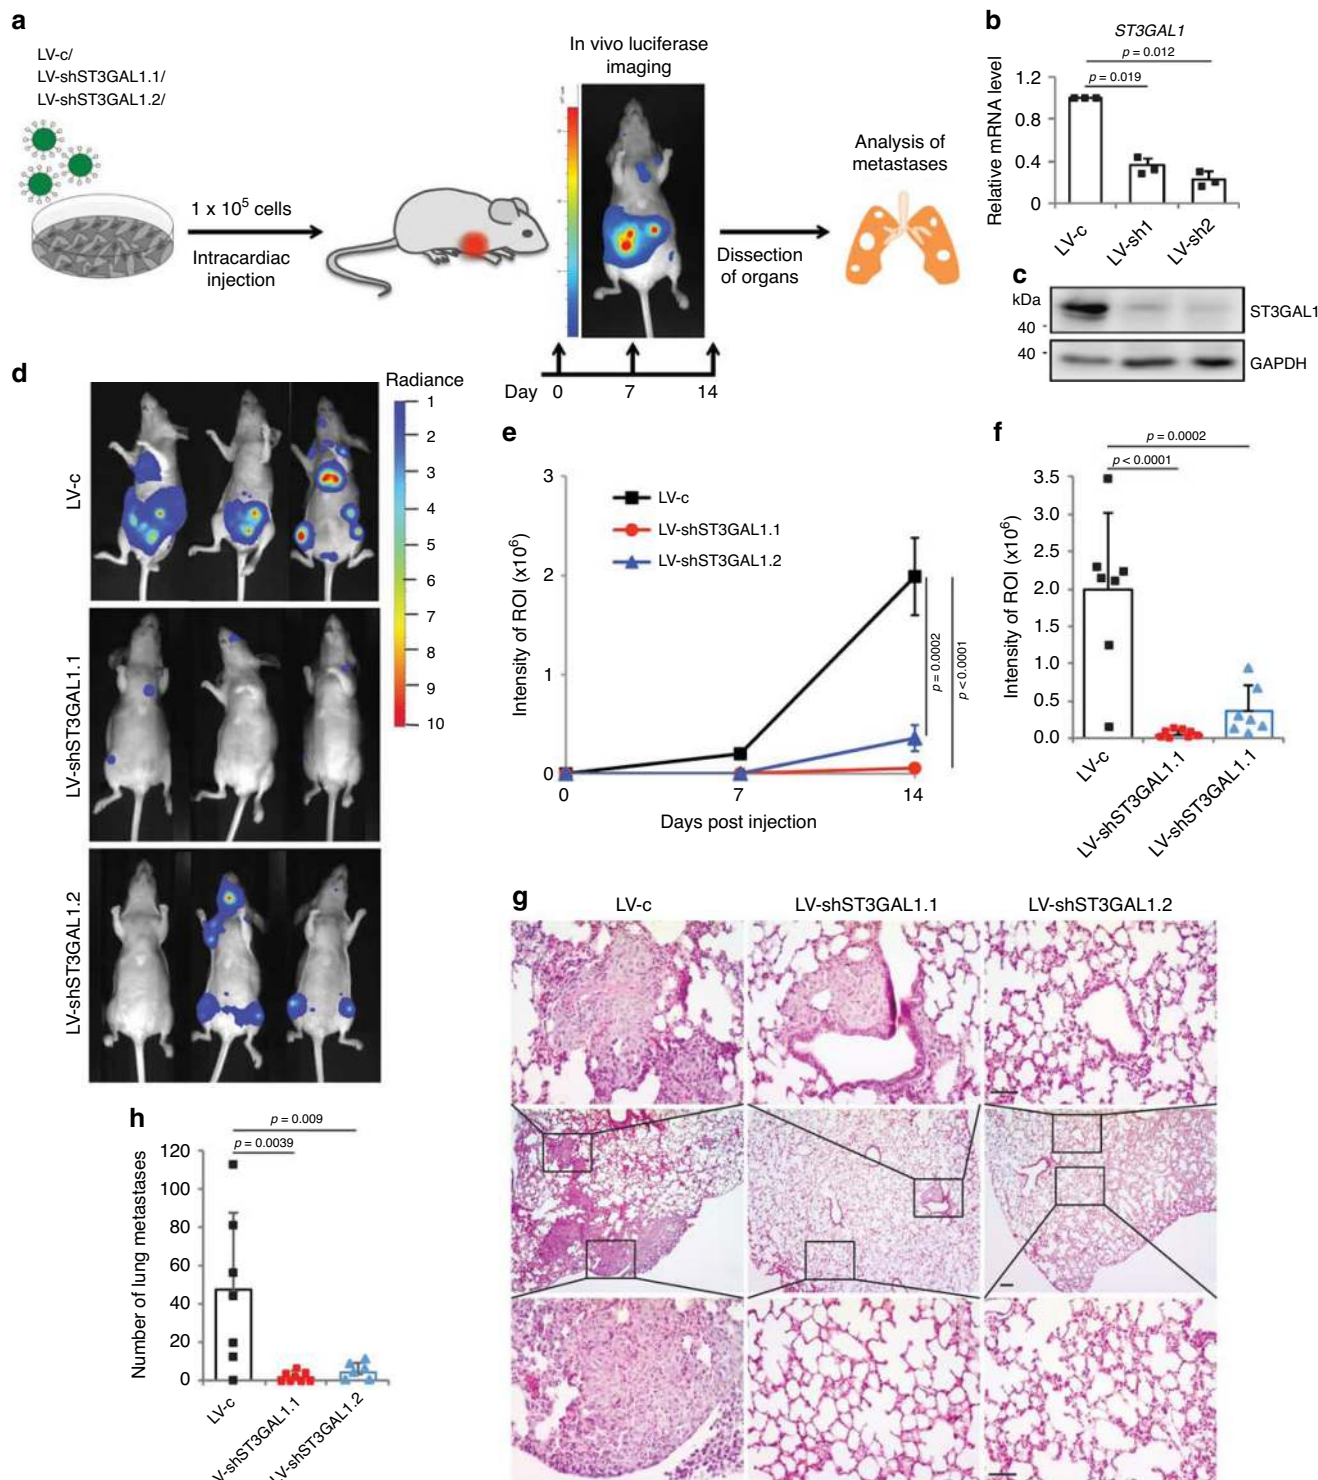 a
LV-c/
LV-shST3GAL1.1/
LV-shST3GAL1.2/
1 x 10⁵ cells
Intracardiac
injection
In vivo luciferase
imaging
Day 0 7 14
Dissection
of organs
Analysis of
metastases
b
ST3GAL1
p = 0.012
p = 0.019
Relative mRNA level
1.2
0.8
0.4
0
LV-c
LV-sh1
LV-sh2
c
kDa
40
ST3GAL1
40
GAPDH
d
Radiance
1
2
3
4
5
6
7
8
9
10
LV-c
LV-shST3GAL1.1
LV-shST3GAL1.2
e
Intensity of ROI (x10⁶)
3
2
1
0
LV-c
LV-shST3GAL1.1
LV-shST3GAL1.2
p = 0.0002
p < 0.0001
0 7 14
Days post injection
f
p = 0.0002
p < 0.0001
Intensity of ROI (x10⁶)
3.5
3.0
2.5
2.0
1.5
1.0
0.5
0.0
LV-c
LV-shST3GAL1.1
LV-shST3GAL1.1
g
LV-c LV-shST3GAL1.1 LV-shST3GAL1.2
h
p = 0.009
p = 0.0039
Number of lung metastases
120
100
80
60
40
20
0
LV-c
V-shST3GAL1.1
LV-shST3GAL1.2